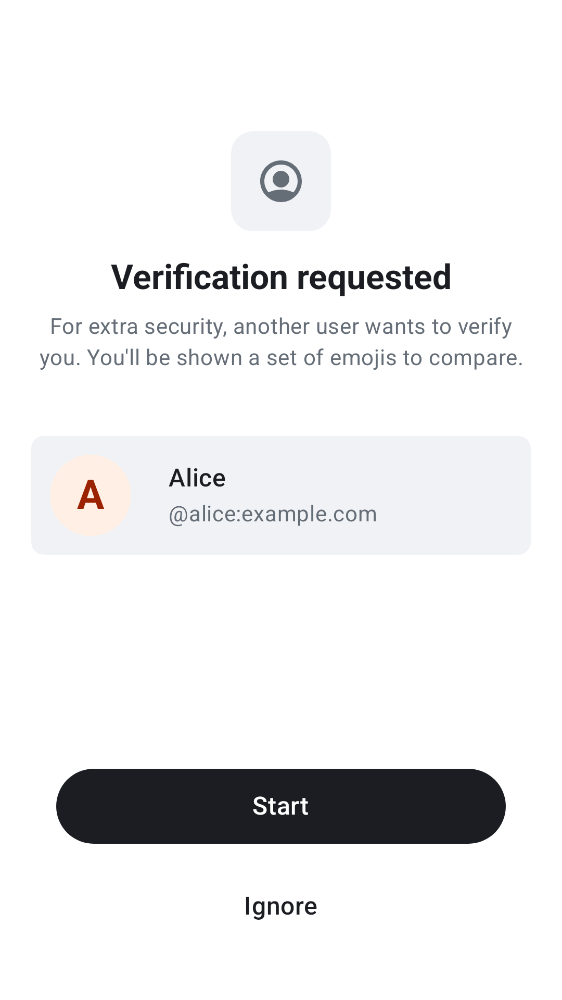 Verification requested
For extra security, another user wants to verify
you. You'll be shown a set of emojis to compare.
A
Alice
@alice:example.com
Start
Ignore